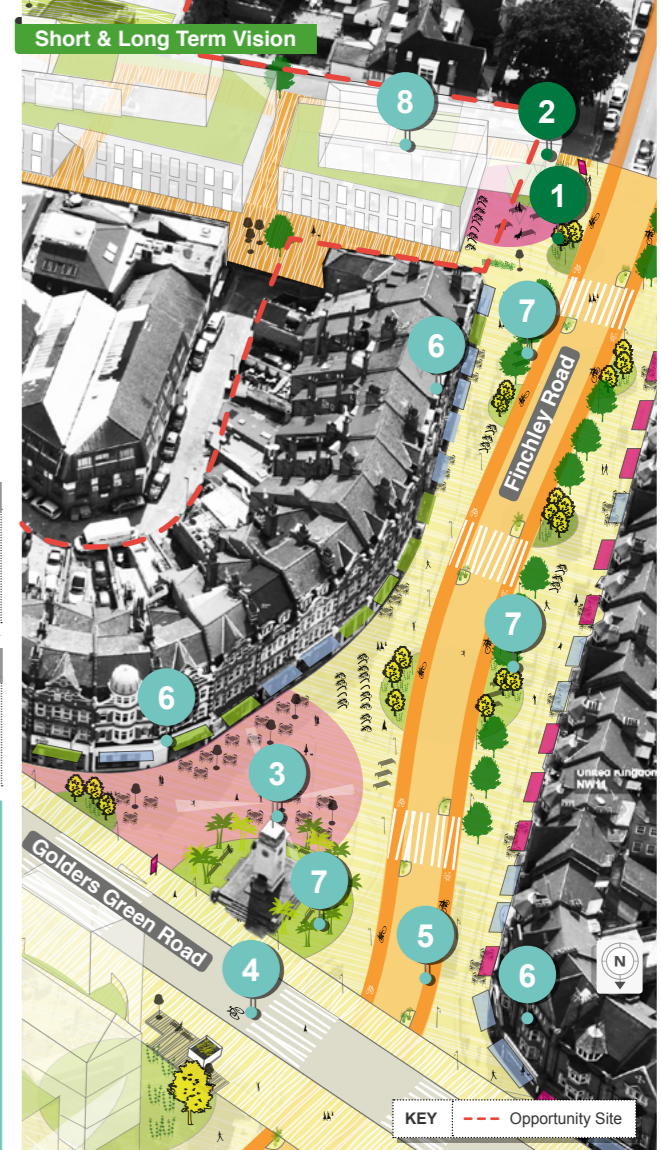 Short & Long Term Vision
8
2
1
7
6
Finchley Road
7
6
3
United Kingdom
NW11
7
Golders Green Road
5
4
6
N
KEY
Opportunity Site